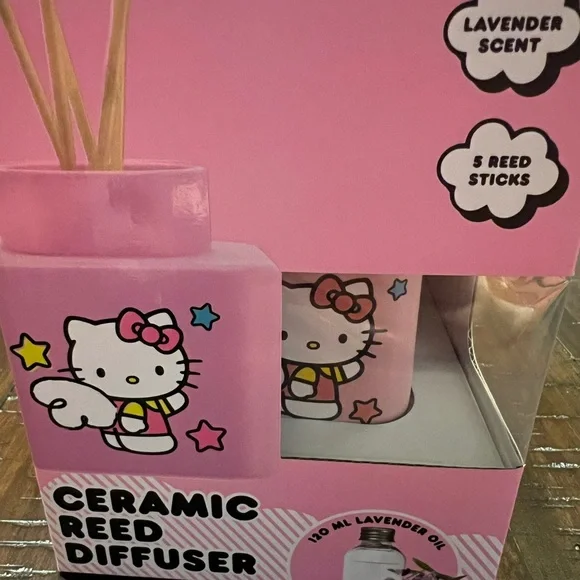 LAVENDER
SCENT
5 REED
STICKS
CERAMIC
REED
DIFFUSER
120 ML LAVENDER OIL